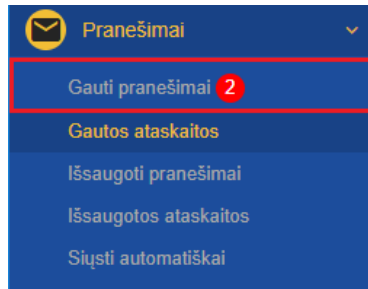 Pranešimai
Gauti pranešimai 2
Gautos ataskaitos
Išsaugoti pranešimai
Išsaugotos ataskaitos
Siųsti automatiškai